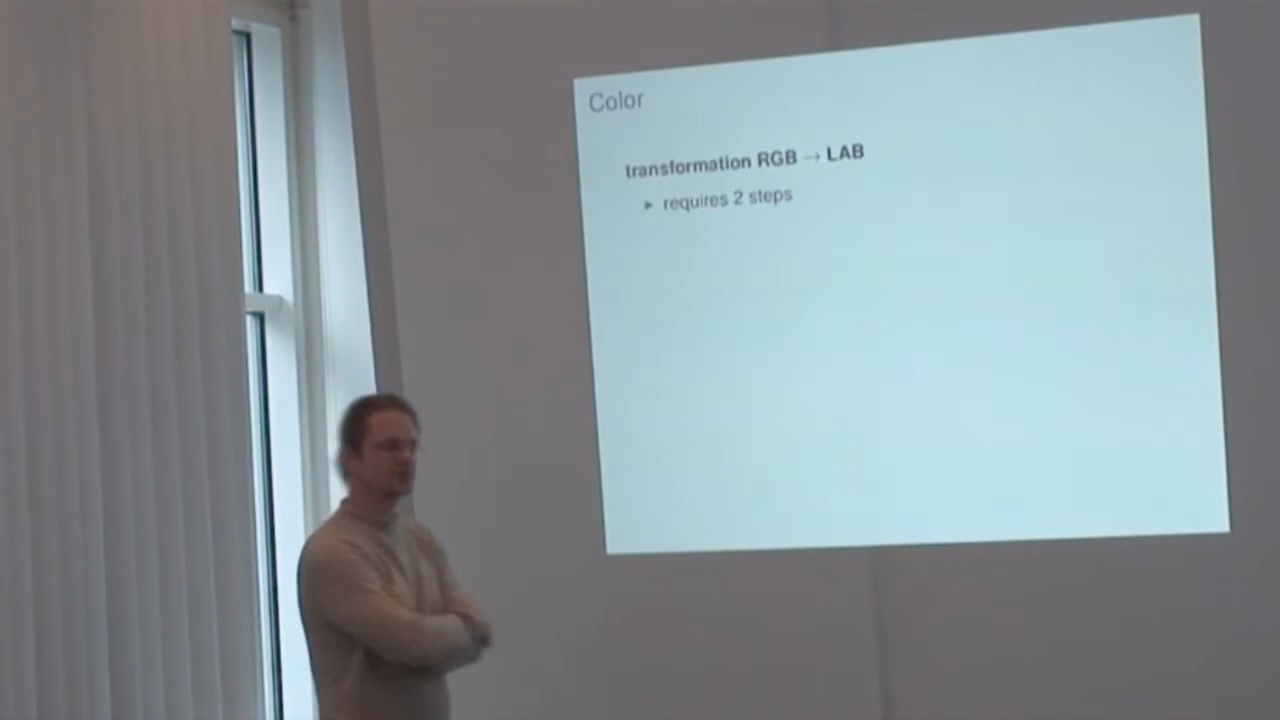 Color
transformation RGB → LAB
► requires 2 steps